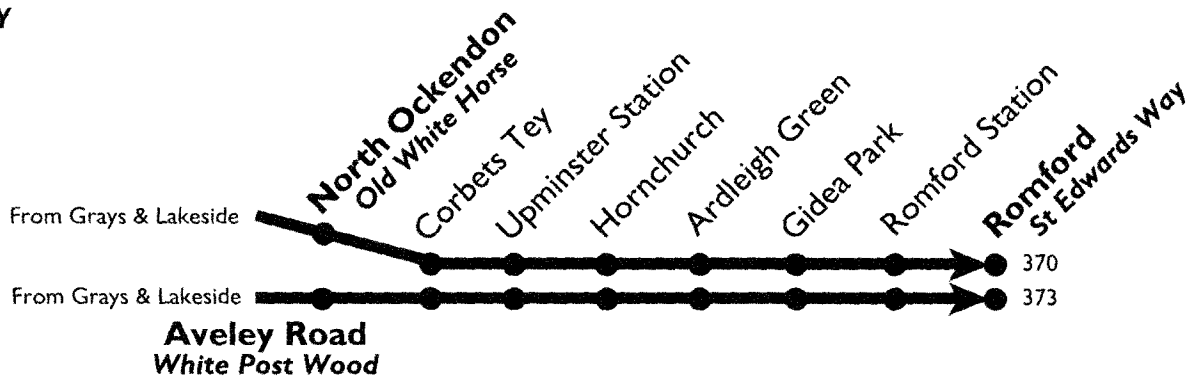 Y
North Ockendon
Old White Horse
Corbets Tey
Upminster Station
Hornchurch
Ardleigh Green
Gidea Park
Romford Station
Romford
St Edwards Way
From Grays & Lakeside
370
From Grays & Lakeside
373
Aveley Road
White Post Wood